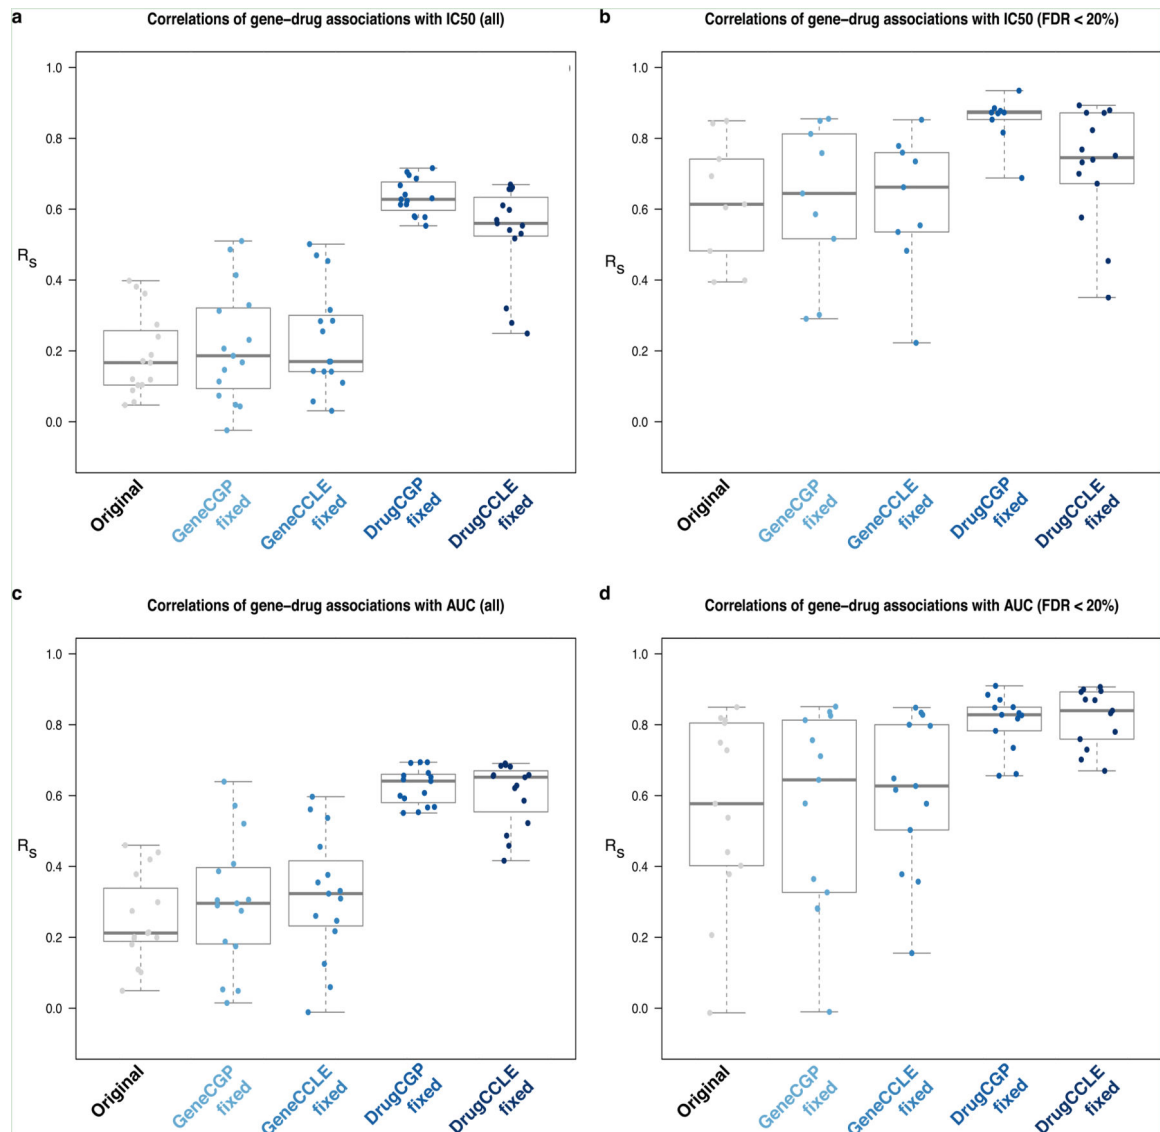 a
Correlations of gene–drug associations with IC50 (all)
1.0
0.8
0.6
0.4
0.2
0.0
RS
Original
GeneCGP
fixed
GeneCCLE
fixed
DrugCGP
fixed
DrugCCLE
fixed
b
Correlations of gene–drug associations with IC50 (FDR < 20%)
1.0
0.8
0.6
0.4
0.2
0.0
RS
Original
GeneCGP
fixed
GeneCCLE
fixed
DrugCGP
fixed
DrugCCLE
fixed
c
Correlations of gene–drug associations with AUC (all)
1.0
0.8
0.6
0.4
0.2
0.0
RS
Original
GeneCGP
fixed
GeneCCLE
fixed
DrugCGP
fixed
DrugCCLE
fixed
d
Correlations of gene–drug associations with AUC (FDR < 20%)
1.0
0.8
0.6
0.4
0.2
0.0
RS
Original
GeneCGP
fixed
GeneCCLE
fixed
DrugCGP
fixed
DrugCCLE
fixed